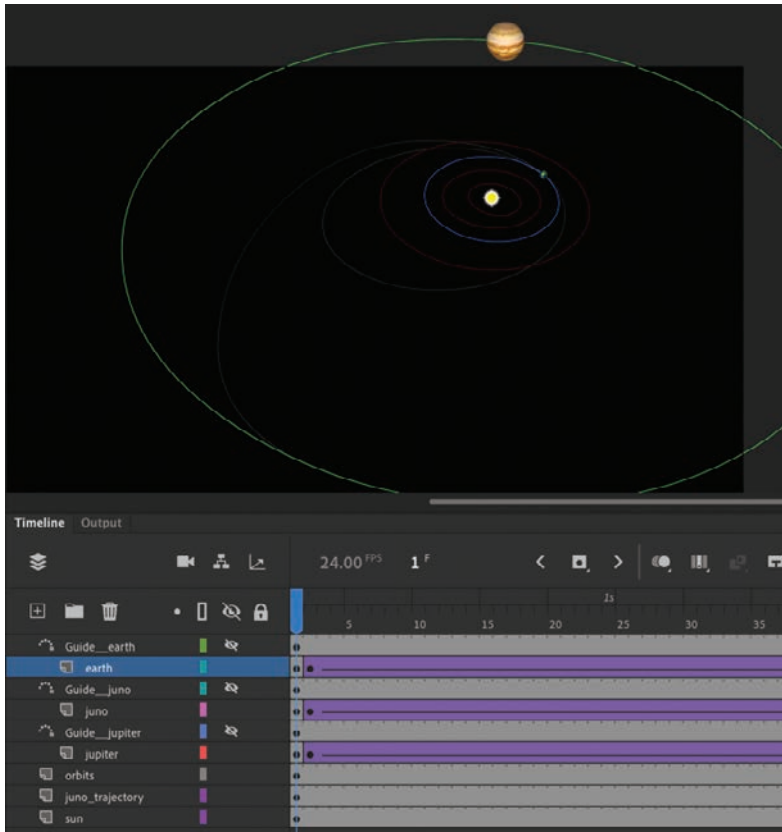 Timeline Output
24.00 FPS 1 F
1s
5 10 15 20 25 30 35
Guide__earth
earth
Guide__juno
juno
Guide__jupiter
jupiter
orbits
juno_trajectory
sun